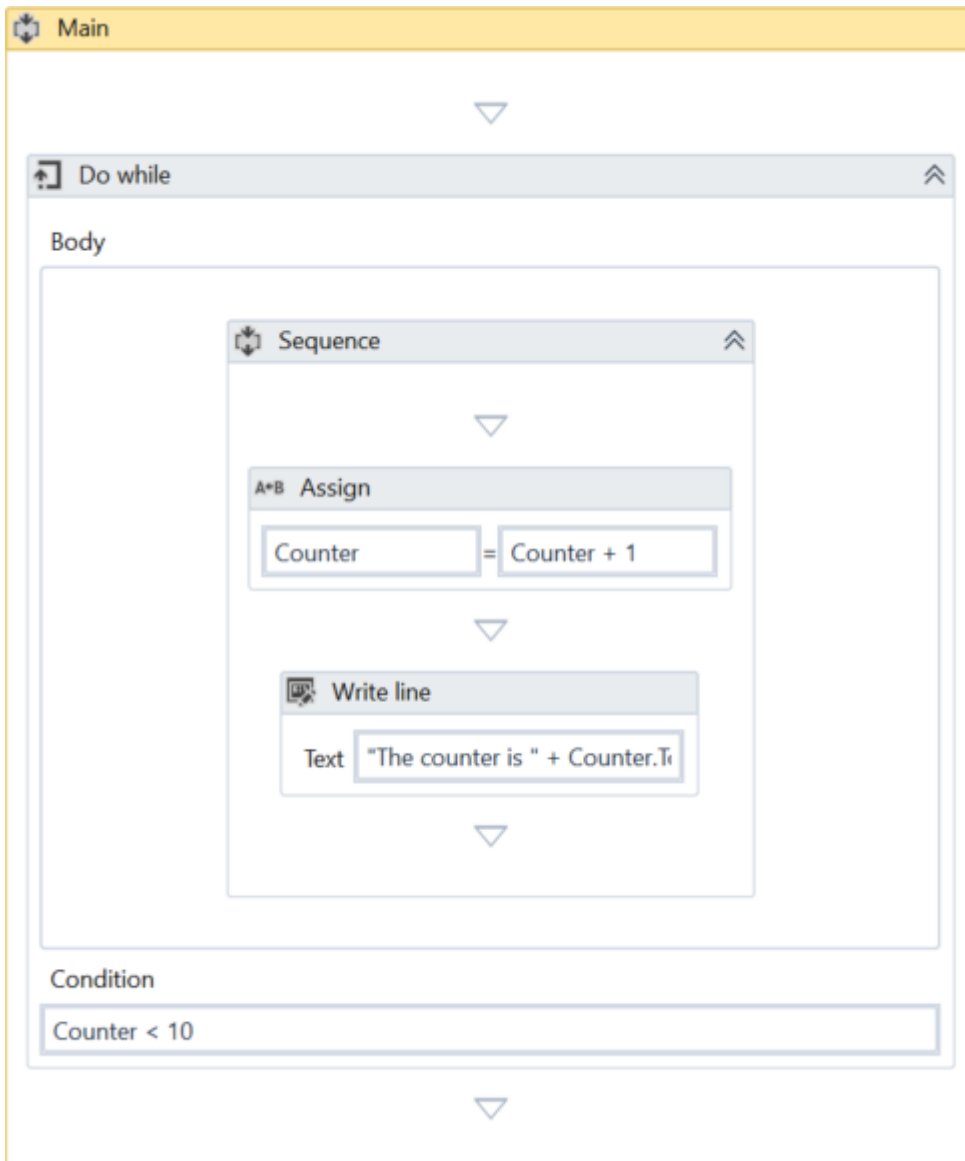 Main
Do while
Body
Sequence
A*B Assign
Counter = Counter + 1
Write line
Text "The counter is " + Counter.
Condition
Counter < 10